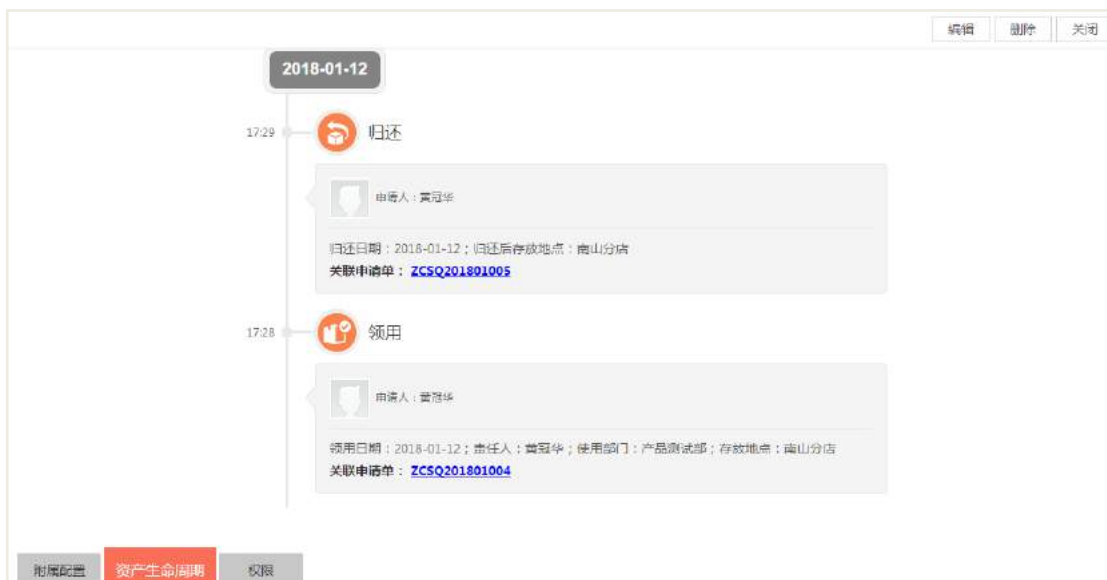 编辑 删除 关闭
2018-01-12
17:29 归还
申请人：黄冠华
归还日期：2018-01-12；归还后存放地点：南山分店
关联申请单： ZCSQ201801005
17:28 领用
申请人：黄冠华
领用日期：2018-01-12；责任人：黄冠华；使用部门：产品测试部；存放地点：南山分店
关联申请单： ZCSQ201801004
附属配置 资产生命周期 权限